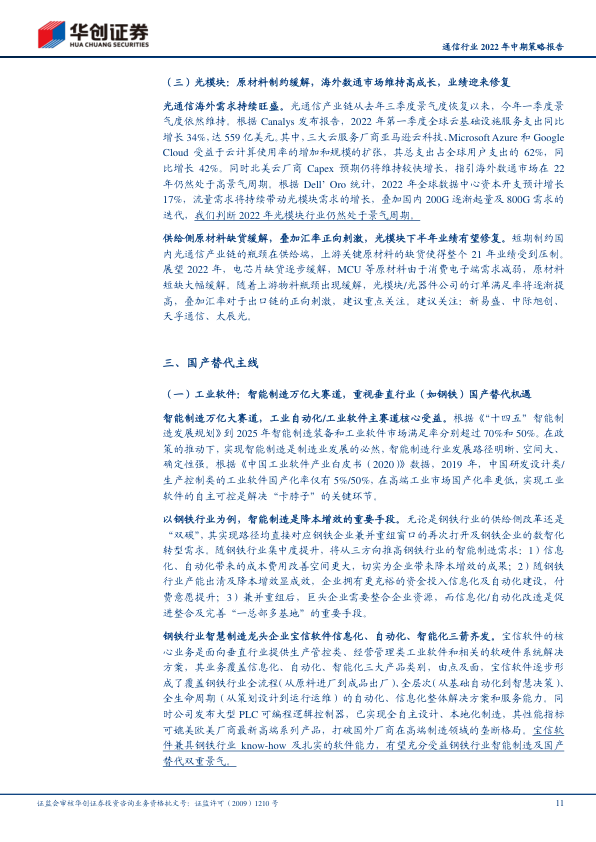 华创证券
HUA CHUANG SECURITIES
通信行业 2022 年中期策略报告
（三）光模块：原材料制约缓解，海外数通市场维持高成长，业绩迎来修复
光通信海外需求持续旺盛。光通信产业链从去年三季度景气度恢复以来，今年一季度景
气度依然维持。根据 Canalys 发布报告，2022 年第一季度全球云基础设施服务支出同比
增长 34%，达 559 亿美元。其中，三大云服务厂商亚马逊云科技、Microsoft Azure 和 Google
Cloud 受益于云计算使用率的增加和规模的扩张，其总支出占全球用户支出的 62%，同
比增长 42%。同时北美云厂商 Capex 预期仍将维持较快增长，指引海外数通市场在 22
年仍然处于高景气周期。根据 Dell’ Oro 统计，2022 年全球数据中心资本开支预计增长
17%，流量需求将持续带动光模块需求的增长，叠加国内 200G 逐渐起量及 800G 需求的
迭代，我们判断 2022 年光模块行业仍然处于景气周期。
供给侧原材料缺货缓解，叠加汇率正向刺激，光模块下半年业绩有望修复。短期制约国
内光通信产业链的瓶颈在供给端，上游关键原材料的缺货使得整个 21 年业绩受到压制。
展望 2022 年，电芯片缺货逐步缓解，MCU 等原材料由于消费电子端需求减弱，原材料
短缺大幅缓解。随着上游物料瓶颈出现缓解，光模块/光器件公司的订单满足率将逐渐提
高，叠加汇率对于出口链的正向刺激，建议重点关注。建议关注：新易盛、中际旭创、
天孚通信、太辰光。
三、国产替代主线
（一）工业软件：智能制造万亿大赛道，重视垂直行业（如钢铁）国产替代机遇
智能制造万亿大赛道，工业自动化/工业软件主赛道核心受益。根据《“十四五”智能制
造发展规划》到 2025 年智能制造装备和工业软件市场满足率分别超过 70%和 50%。在政
策的推动下，实现智能制造是制造业发展的必然，智能制造行业发展路径明晰，空间大、
确定性强。根据《中国工业软件产业白皮书（2020）》数据，2019 年，中国研发设计类/
生产控制类的工业软件国产化率仅有 5%/50%，在高端工业市场国产化率更低，实现工业
软件的自主可控是解决“卡脖子”的关键环节。
以钢铁行业为例，智能制造是降本增效的重要手段。无论是钢铁行业的供给侧改革还是
“双碳”，其实现路径均直接对应钢铁企业兼并重组窗口的再次打开及钢铁企业的数智化
转型需求。随钢铁行业集中度提升，将从三方向推高钢铁行业的智能制造需求：1）信息
化、自动化带来的成本费用改善空间更大，切实为企业带来降本增效的成果；2）随钢铁
行业产能出清及降本增效显成效，企业拥有更充裕的资金投入信息化及自动化建设，付
费意愿提升；3）兼并重组后，巨头企业需要整合企业资源，而信息化/自动化改造是促
进整合及完善“一总部多基地”的重要手段。
钢铁行业智慧制造龙头企业宝信软件信息化、自动化、智能化三箭齐发。宝信软件的核
心业务是面向垂直行业提供生产管控类、经营管理类工业软件和相关的软硬件系统解决
方案，其业务覆盖信息化、自动化、智能化三大产品类别，由点及面，宝信软件逐步形
成了覆盖钢铁行业全流程（从原料进厂到成品出厂）、全层次（从基础自动化到智慧决策）、
全生命周期（从策划设计到运行运维）的自动化、信息化整体解决方案和服务能力。同
时公司发布大型 PLC 可编程逻辑控制器，已实现全自主设计、本地化制造，其性能指标
可媲美欧美厂商最新高端系列产品，打破国外厂商在高端制造领域的垄断格局。宝信软
件兼具钢铁行业 know-how 及扎实的软件能力，有望充分受益钢铁行业智能制造及国产
替代双重景气。
证监会审核华创证券投资咨询业务资格批文号：证监许可（2009）1210 号
11